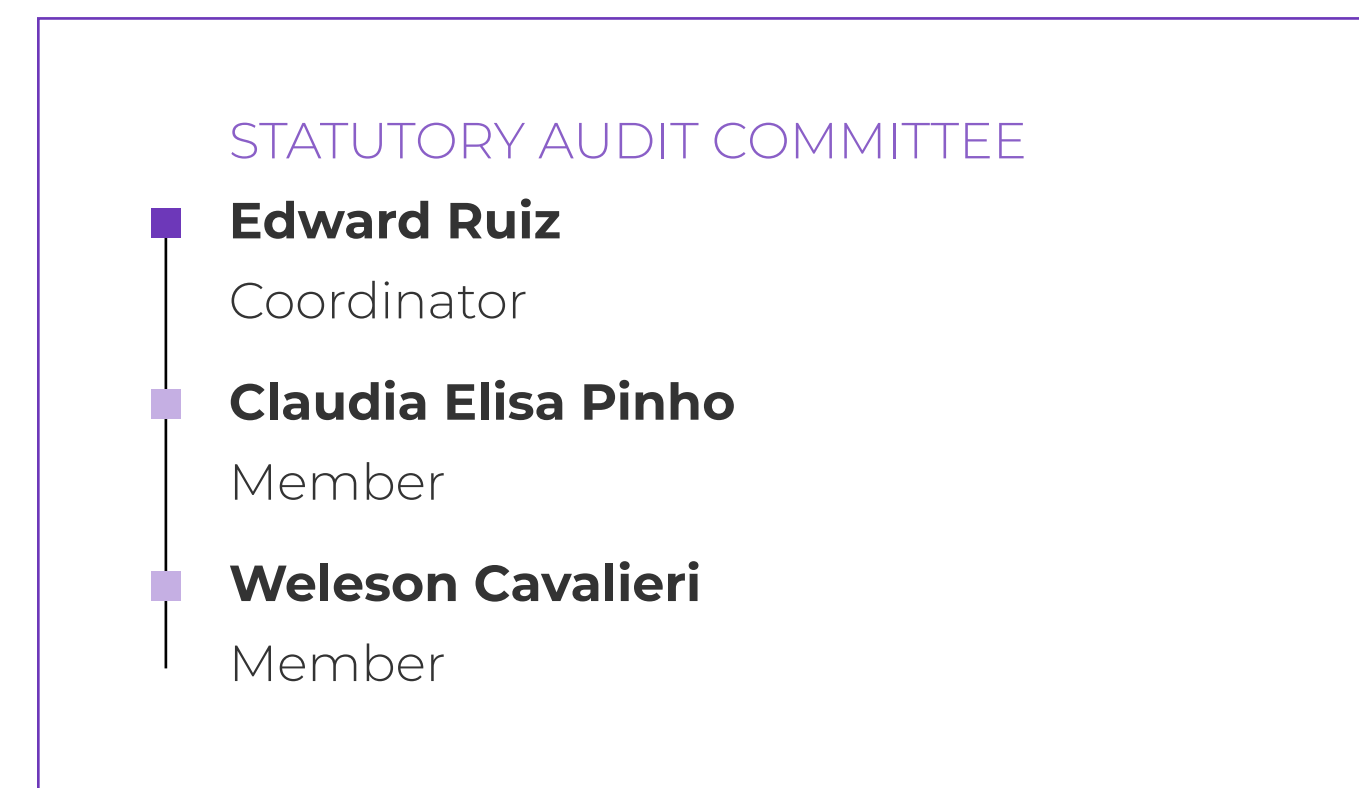 STATUTORY AUDIT COMMITTEE
Edward Ruiz
Coordinator
Claudia Elisa Pinho
Member
Weleson Cavalieri
Member